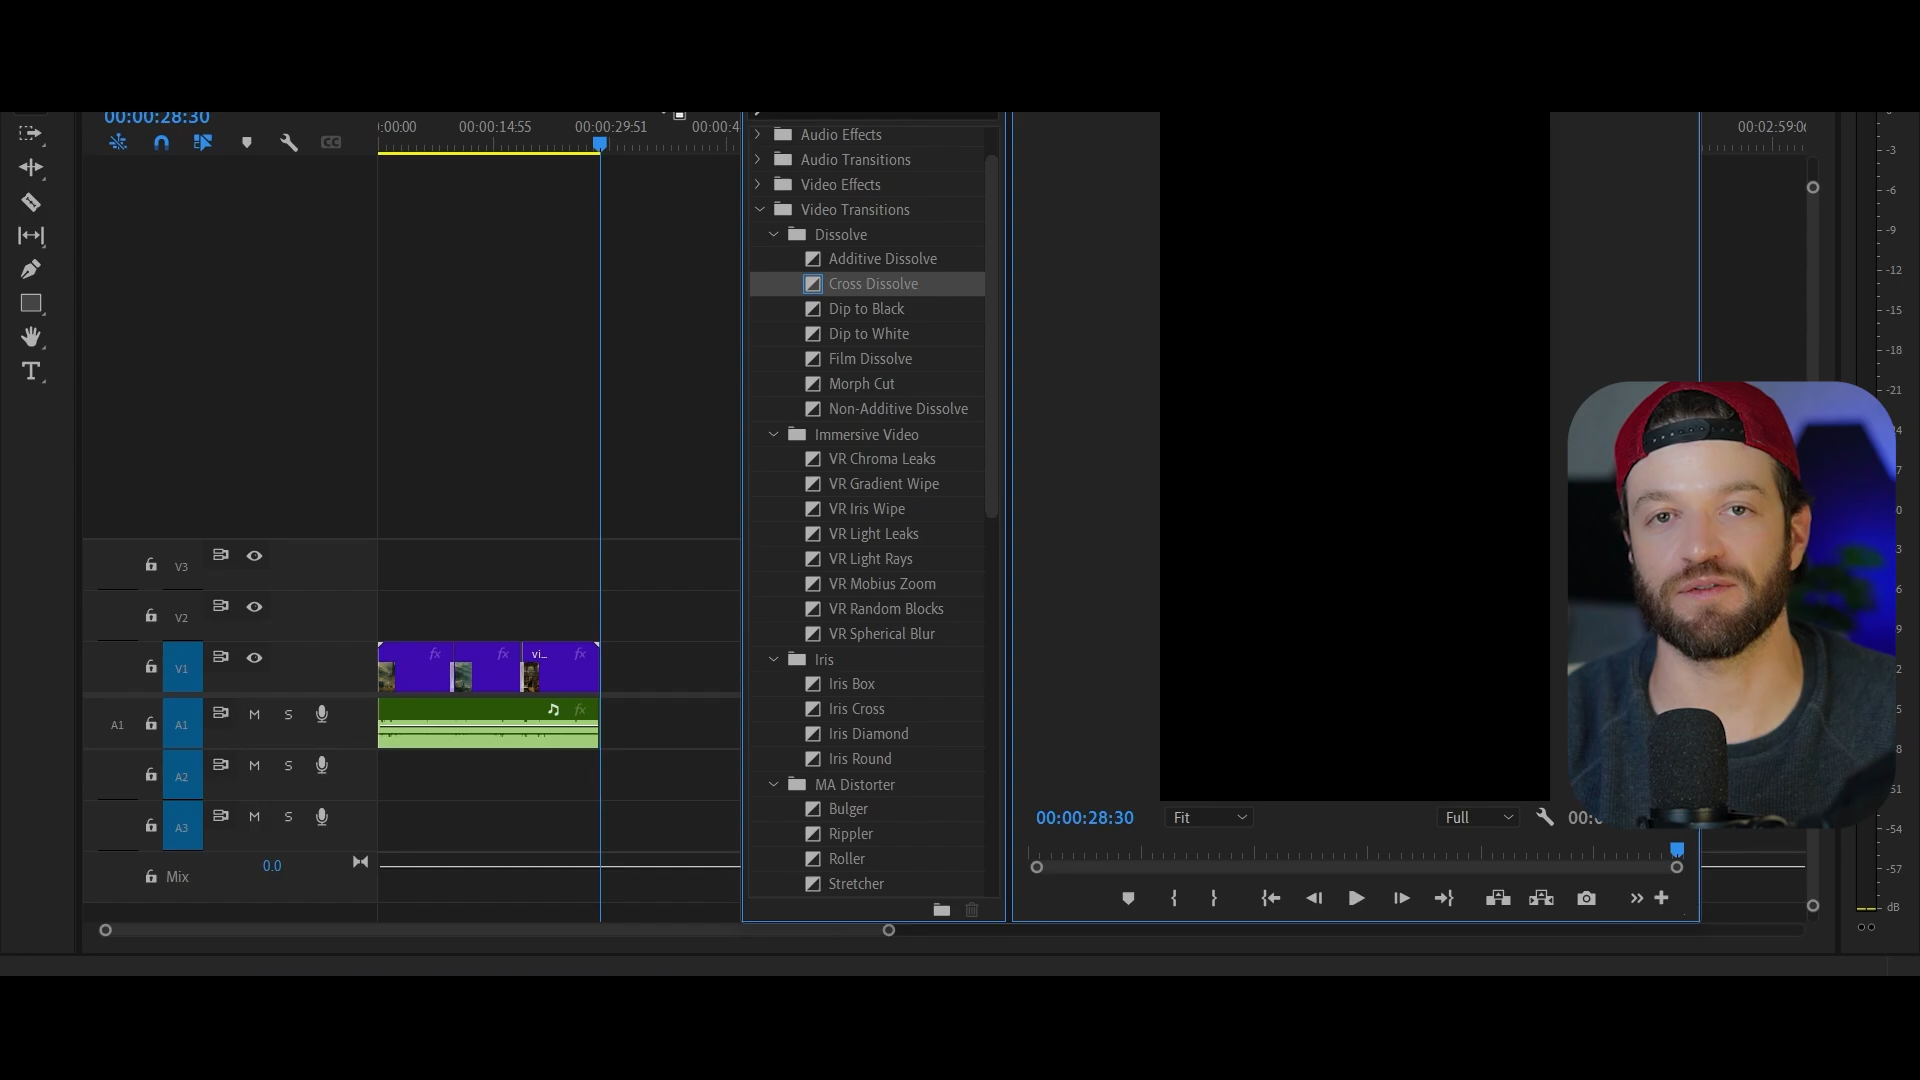 00:00:28:30
:00:00
00:00:14:55
00:00:29:51
00:00:4
CC
V3
V2
V1
fx
fx
vi...
fx
A1
A1
M
S
fx
A2
M
S
A3
M
S
Mix
0.0
Audio Effects
Audio Transitions
Video Effects
Video Transitions
Dissolve
Additive Dissolve
Cross Dissolve
Dip to Black
Dip to White
Film Dissolve
Morph Cut
Non-Additive Dissolve
Immersive Video
VR Chroma Leaks
VR Gradient Wipe
VR Iris Wipe
VR Light Leaks
VR Light Rays
VR Mobius Zoom
VR Random Blocks
VR Spherical Blur
Iris
Iris Box
Iris Cross
Iris Diamond
Iris Round
MA Distorter
Bulger
Rippler
Roller
Stretcher
00:00:28:30
Fit
Full
00:0
00:02:59:0
-3
-6
-9
-12
-15
-18
-21
4
7
0
3
6
9
2
5
8
51
-54
-57
dB